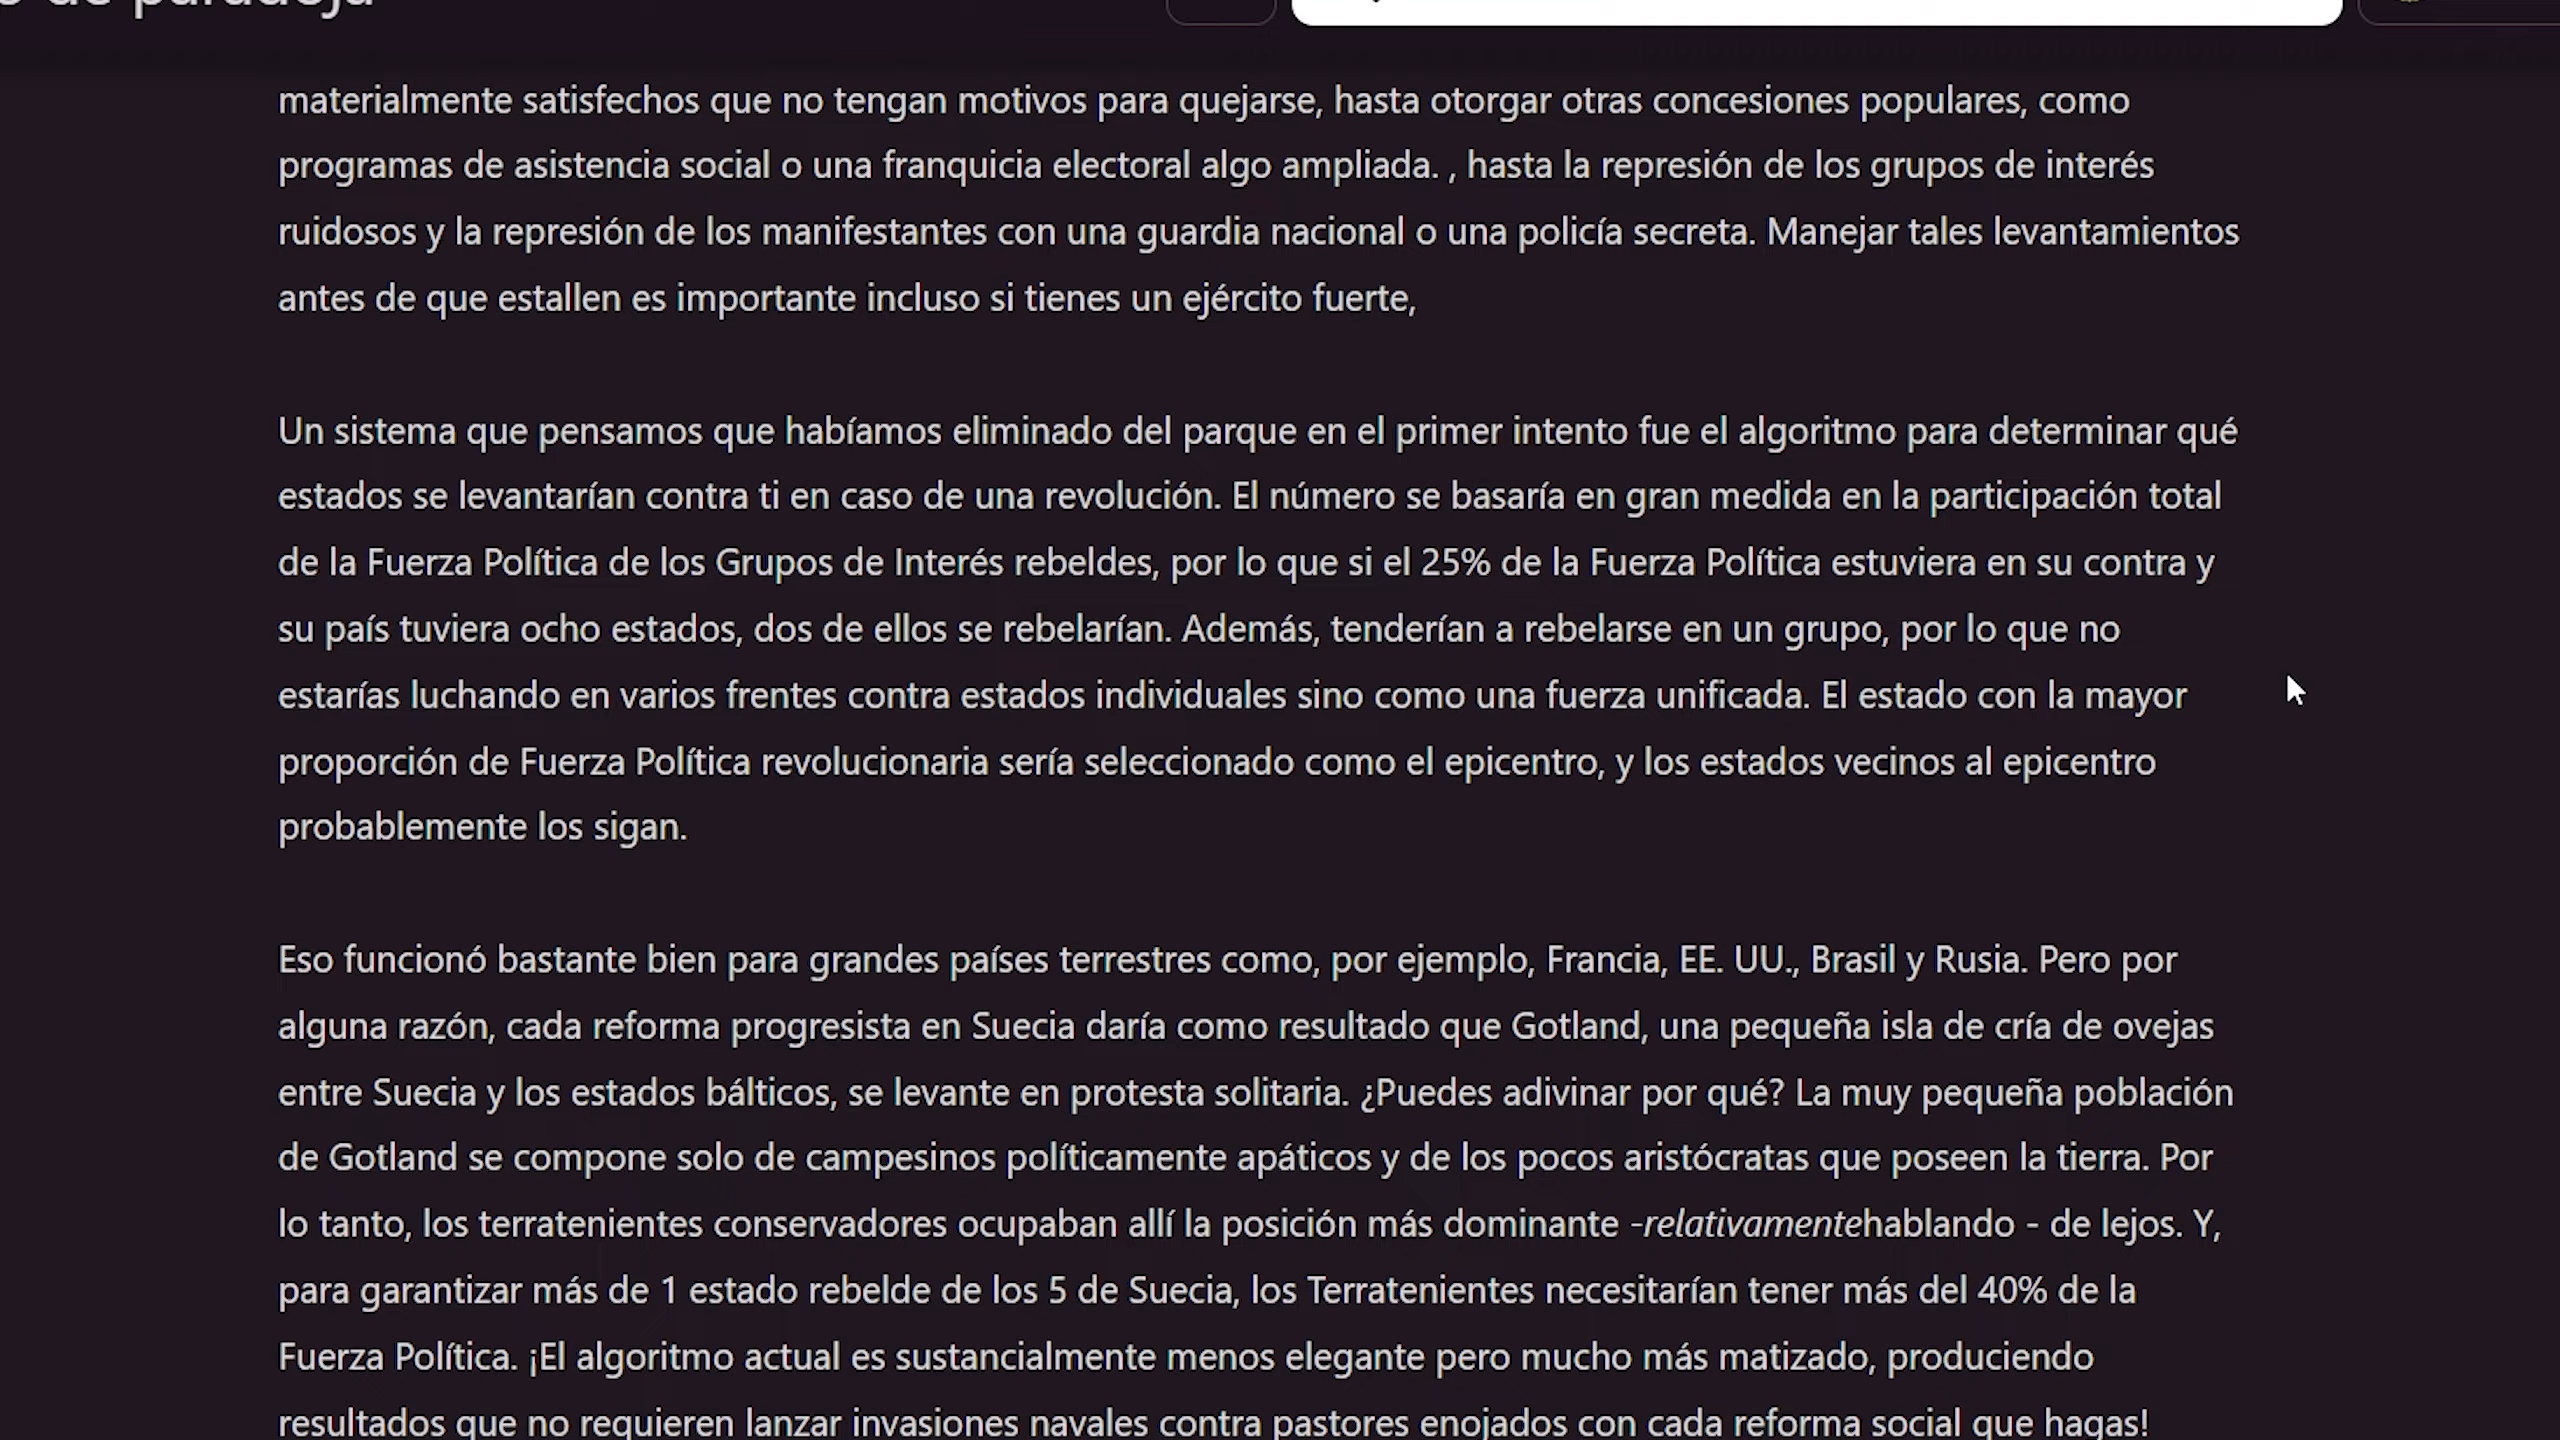 de paradoja
materialmente satisfechos que no tengan motivos para quejarse, hasta otorgar otras concesiones populares, como
programas de asistencia social o una franquicia electoral algo ampliada. , hasta la represión de los grupos de interés
ruidosos y la represión de los manifestantes con una guardia nacional o una policía secreta. Manejar tales levantamientos
antes de que estallen es importante incluso si tienes un ejército fuerte,
Un sistema que pensamos que habíamos eliminado del parque en el primer intento fue el algoritmo para determinar qué
estados se levantarían contra ti en caso de una revolución. El número se basaría en gran medida en la participación total
de la Fuerza Política de los Grupos de Interés rebeldes, por lo que si el 25% de la Fuerza Política estuviera en su contra y
su país tuviera ocho estados, dos de ellos se rebelarían. Además, tenderían a rebelarse en un grupo, por lo que no
estarías luchando en varios frentes contra estados individuales sino como una fuerza unificada. El estado con la mayor
proporción de Fuerza Política revolucionaria sería seleccionado como el epicentro, y los estados vecinos al epicentro
probablemente los sigan.
Eso funcionó bastante bien para grandes países terrestres como, por ejemplo, Francia, EE. UU., Brasil y Rusia. Pero por
alguna razón, cada reforma progresista en Suecia daría como resultado que Gotland, una pequeña isla de cría de ovejas
entre Suecia y los estados bálticos, se levante en protesta solitaria. ¿Puedes adivinar por qué? La muy pequeña población
de Gotland se compone solo de campesinos políticamente apáticos y de los pocos aristócratas que poseen la tierra. Por
lo tanto, los terratenientes conservadores ocupaban allí la posición más dominante -relativamentehablando - de lejos. Y,
para garantizar más de 1 estado rebelde de los 5 de Suecia, los Terratenientes necesitarían tener más del 40% de la
Fuerza Política. ¡El algoritmo actual es sustancialmente menos elegante pero mucho más matizado, produciendo
resultados que no requieren lanzar invasiones navales contra pastores enojados con cada reforma social que hagas!